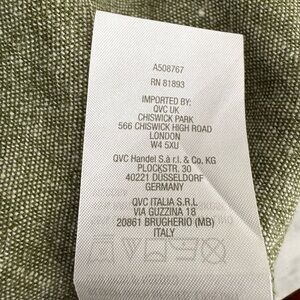 A508767
RN 81893
IMPORTED BY:
QVC UK
CHISWICK PARK
566 CHISWICK HIGH ROAD
LONDON
W4 5XU
QVC Handel S.à r.l. & Co. KG
PLOCKSTR. 30
40221 DÜSSELDORF
GERMANY
QVC ITALIA S.R.L
VIA GUZZINA 18
20861 BRUGHERIO (MB)
ITALY